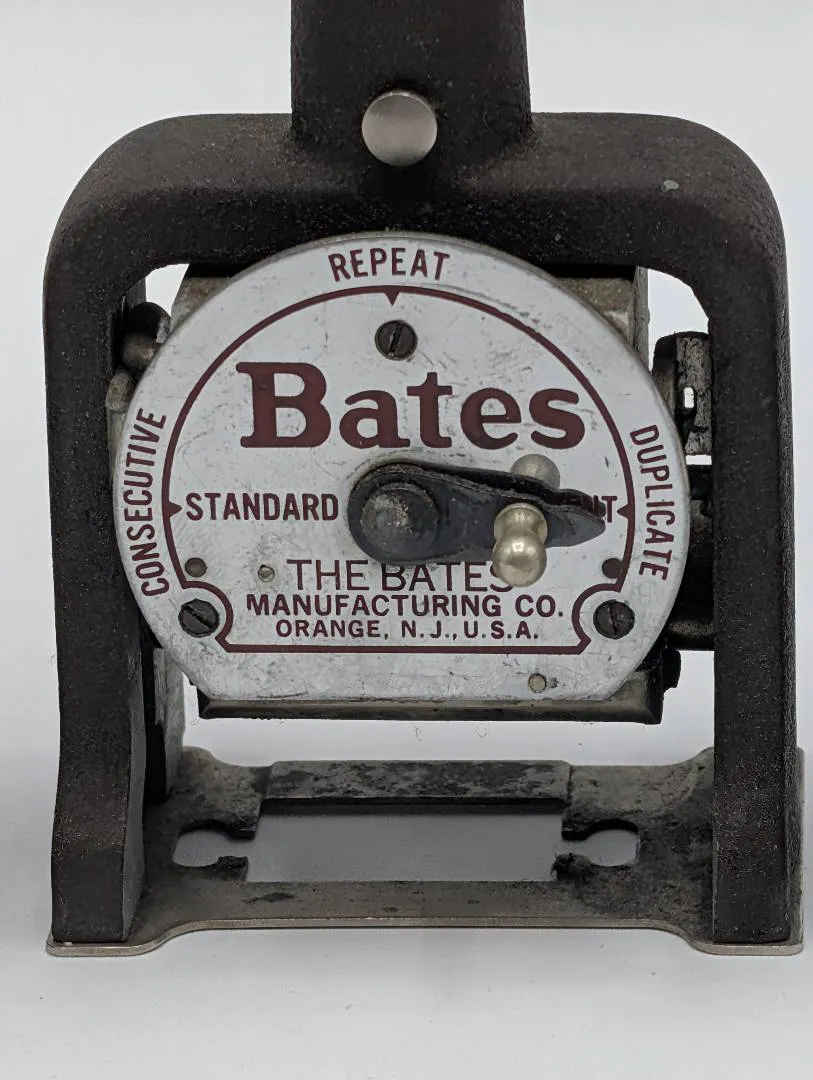 REPEAT
Bates
CONSECUTIVE
STANDARD
DUPLICATE
THE BATES
MANUFACTURING CO.
ORANGE, N.J., U.S.A.